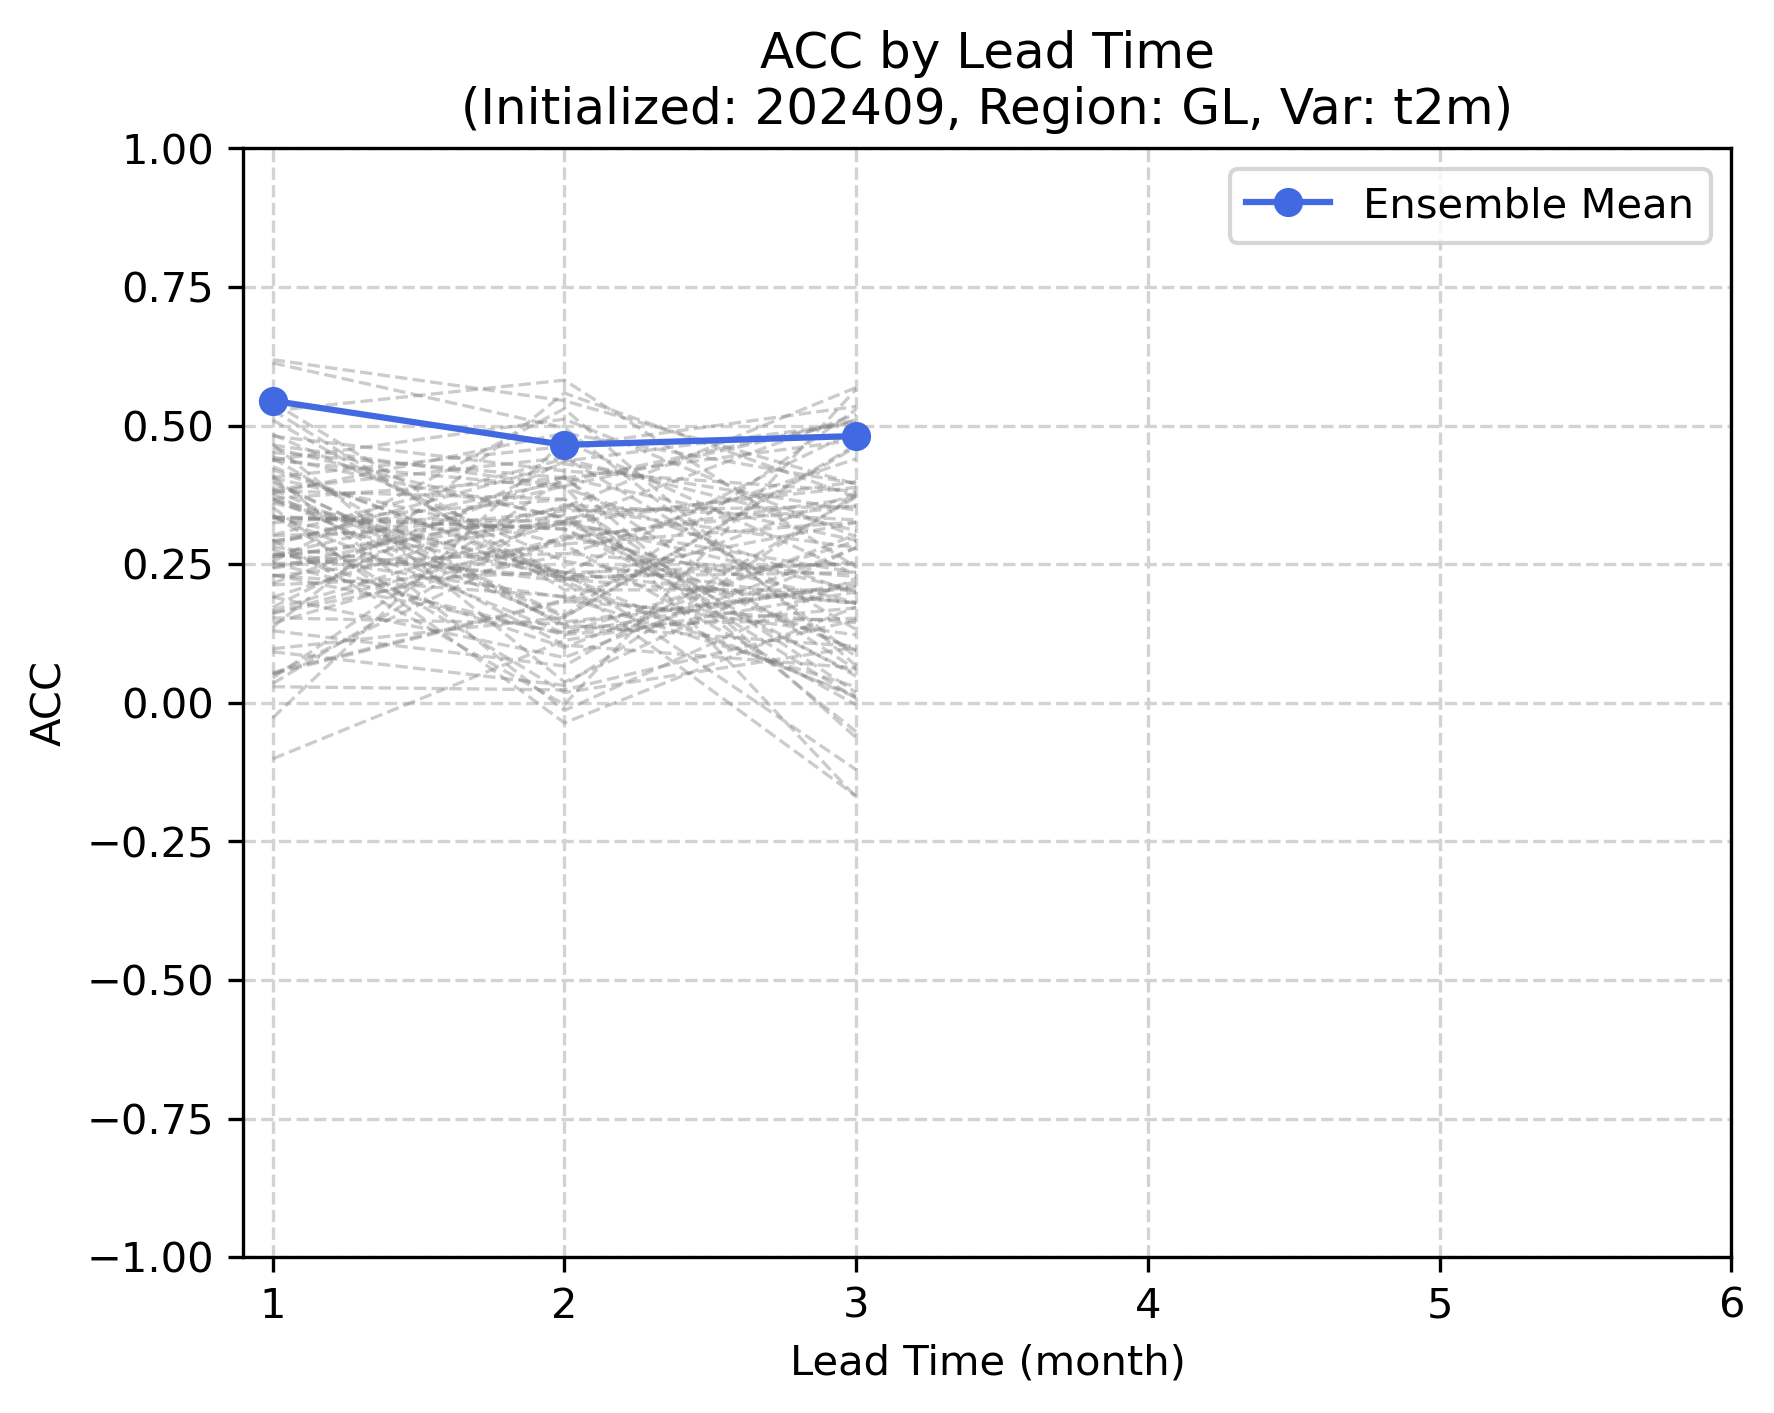 ACC by Lead Time
(Initialized: 202409, Region: GL, Var: t2m)
Ensemble Mean
1.00
0.75
0.50
0.25
0.00
−0.25
−0.50
−0.75
−1.00
ACC
1 2 3 4 5 6
Lead Time (month)